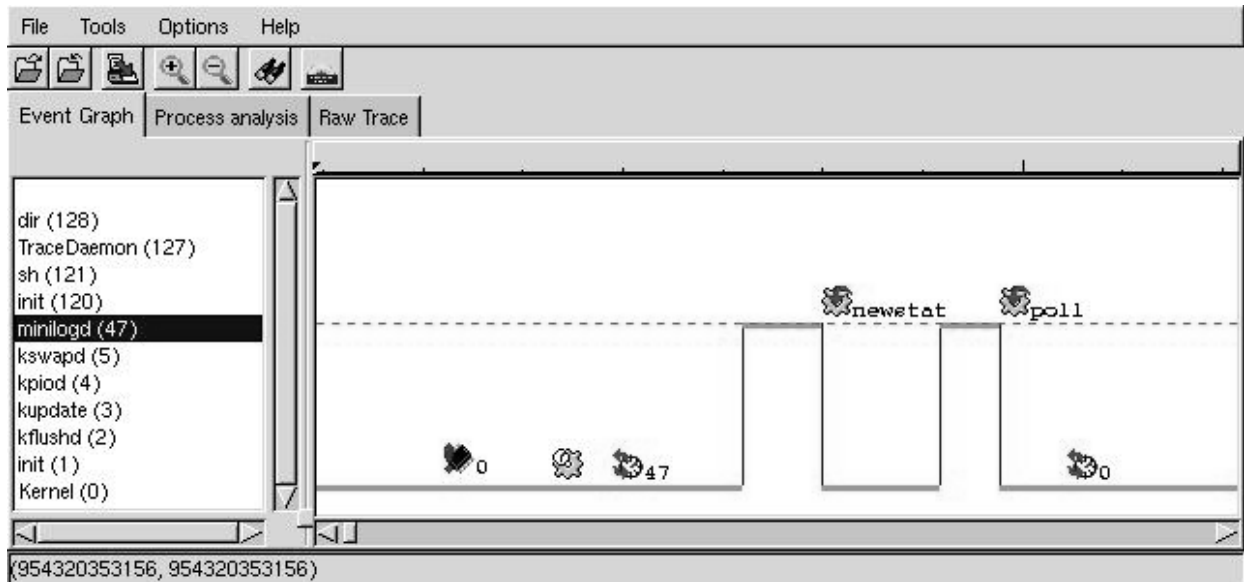 File Tools Options Help
Event Graph Process analysis Raw Trace
dir (128)
TraceDaemon (127)
sh (121)
init (120)
minilogd (47)
kswapd (5)
kpiod (4)
kupdate (3)
kflushd (2)
init (1)
Kernel (0)
newstat poll
0 47 0
(954320353156, 954320353156)